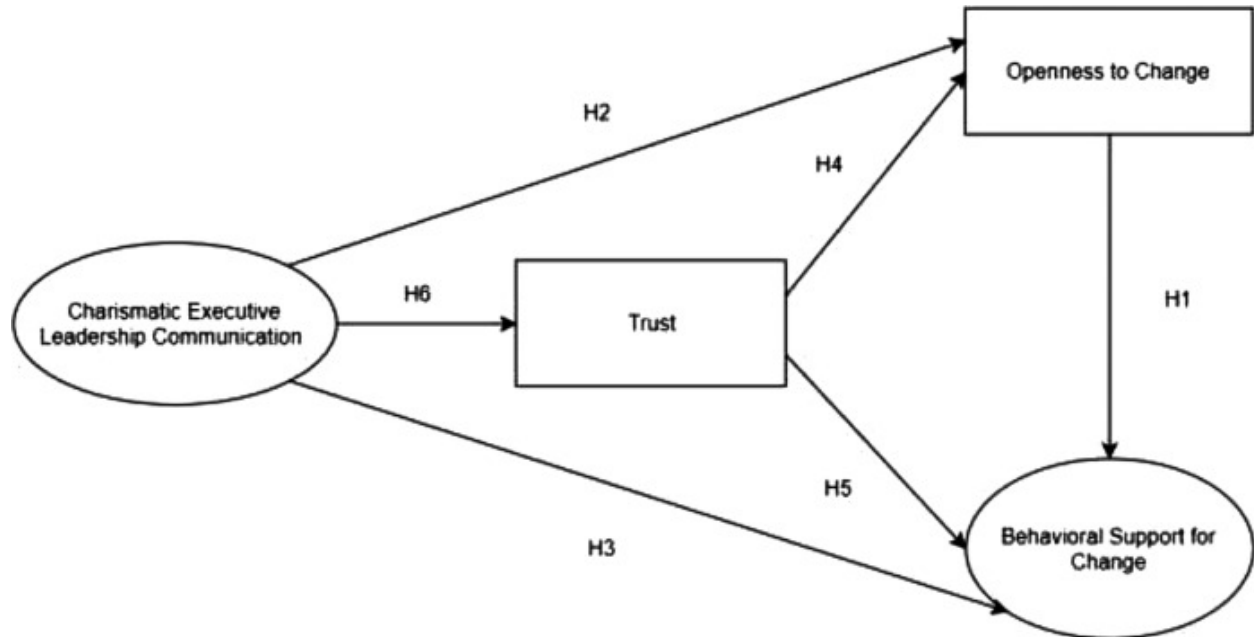 Openness to Change
H2
H4
Charismatic Executive
Leadership Communication
H6
Trust
H1
H5
H3
Behavioral Support for
Change